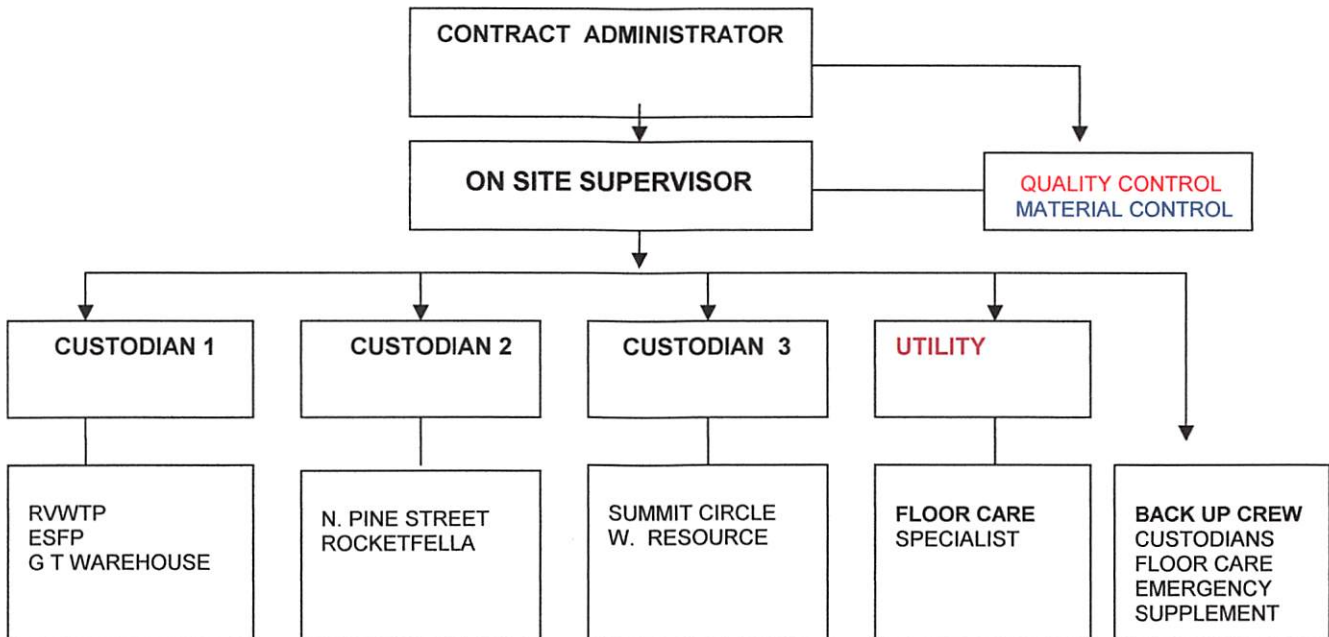 CONTRACT ADMINISTRATOR
ON SITE SUPERVISOR
QUALITY CONTROL
MATERIAL CONTROL
CUSTODIAN 1
CUSTODIAN 2
CUSTODIAN 3
UTILITY
RVWTP
ESFP
G T WAREHOUSE
N. PINE STREET
ROCKETFELLA
SUMMIT CIRCLE
W. RESOURCE
FLOOR CARE
SPECIALIST
BACK UP CREW
CUSTODIANS
FLOOR CARE
EMERGENCY
SUPPLEMENT